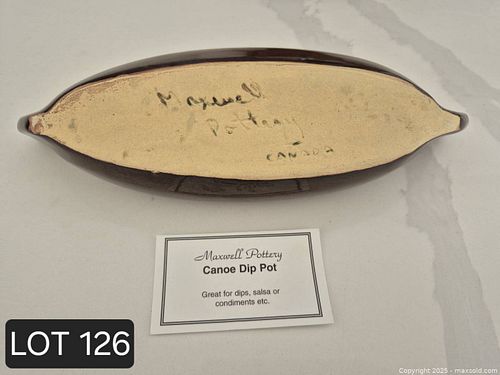 Maxwell
Pottery
CANADA
Maxwell Pottery
Canoe Dip Pot
Great for dips, salsa or
condiments etc.
LOT 126
Copyright 2025 - maxsold.com